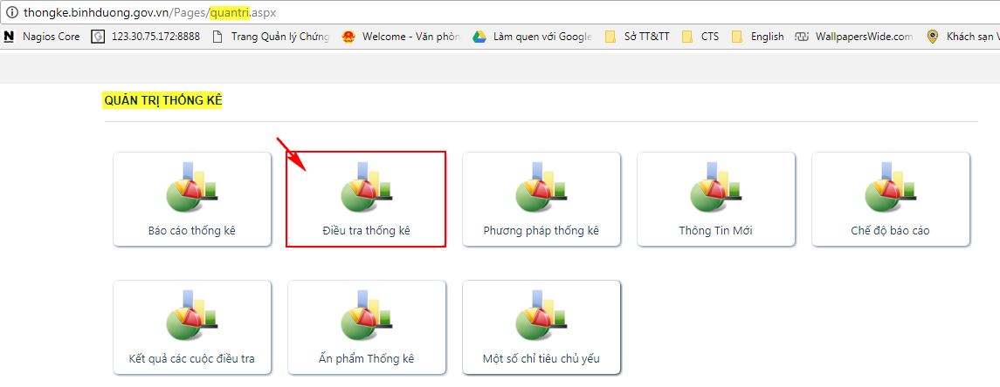 thongke.binhduong.gov.vn/Pages/quantri.aspx
Nagios Core 123.30.75.172:8888 Trang Quản lý Chứng Welcome - Văn phòn Làm quen với Google Sở TT&TT CTS English WallpapersWide.com Khách sạn V
QUẢN TRỊ THỐNG KÊ
Báo cáo thống kê Điều tra thống kê Phương pháp thống kê Thông Tin Mới Chế độ báo cáo
Kết quả các cuộc điều tra Ấn phẩm Thống kê Một số chỉ tiêu chủ yếu